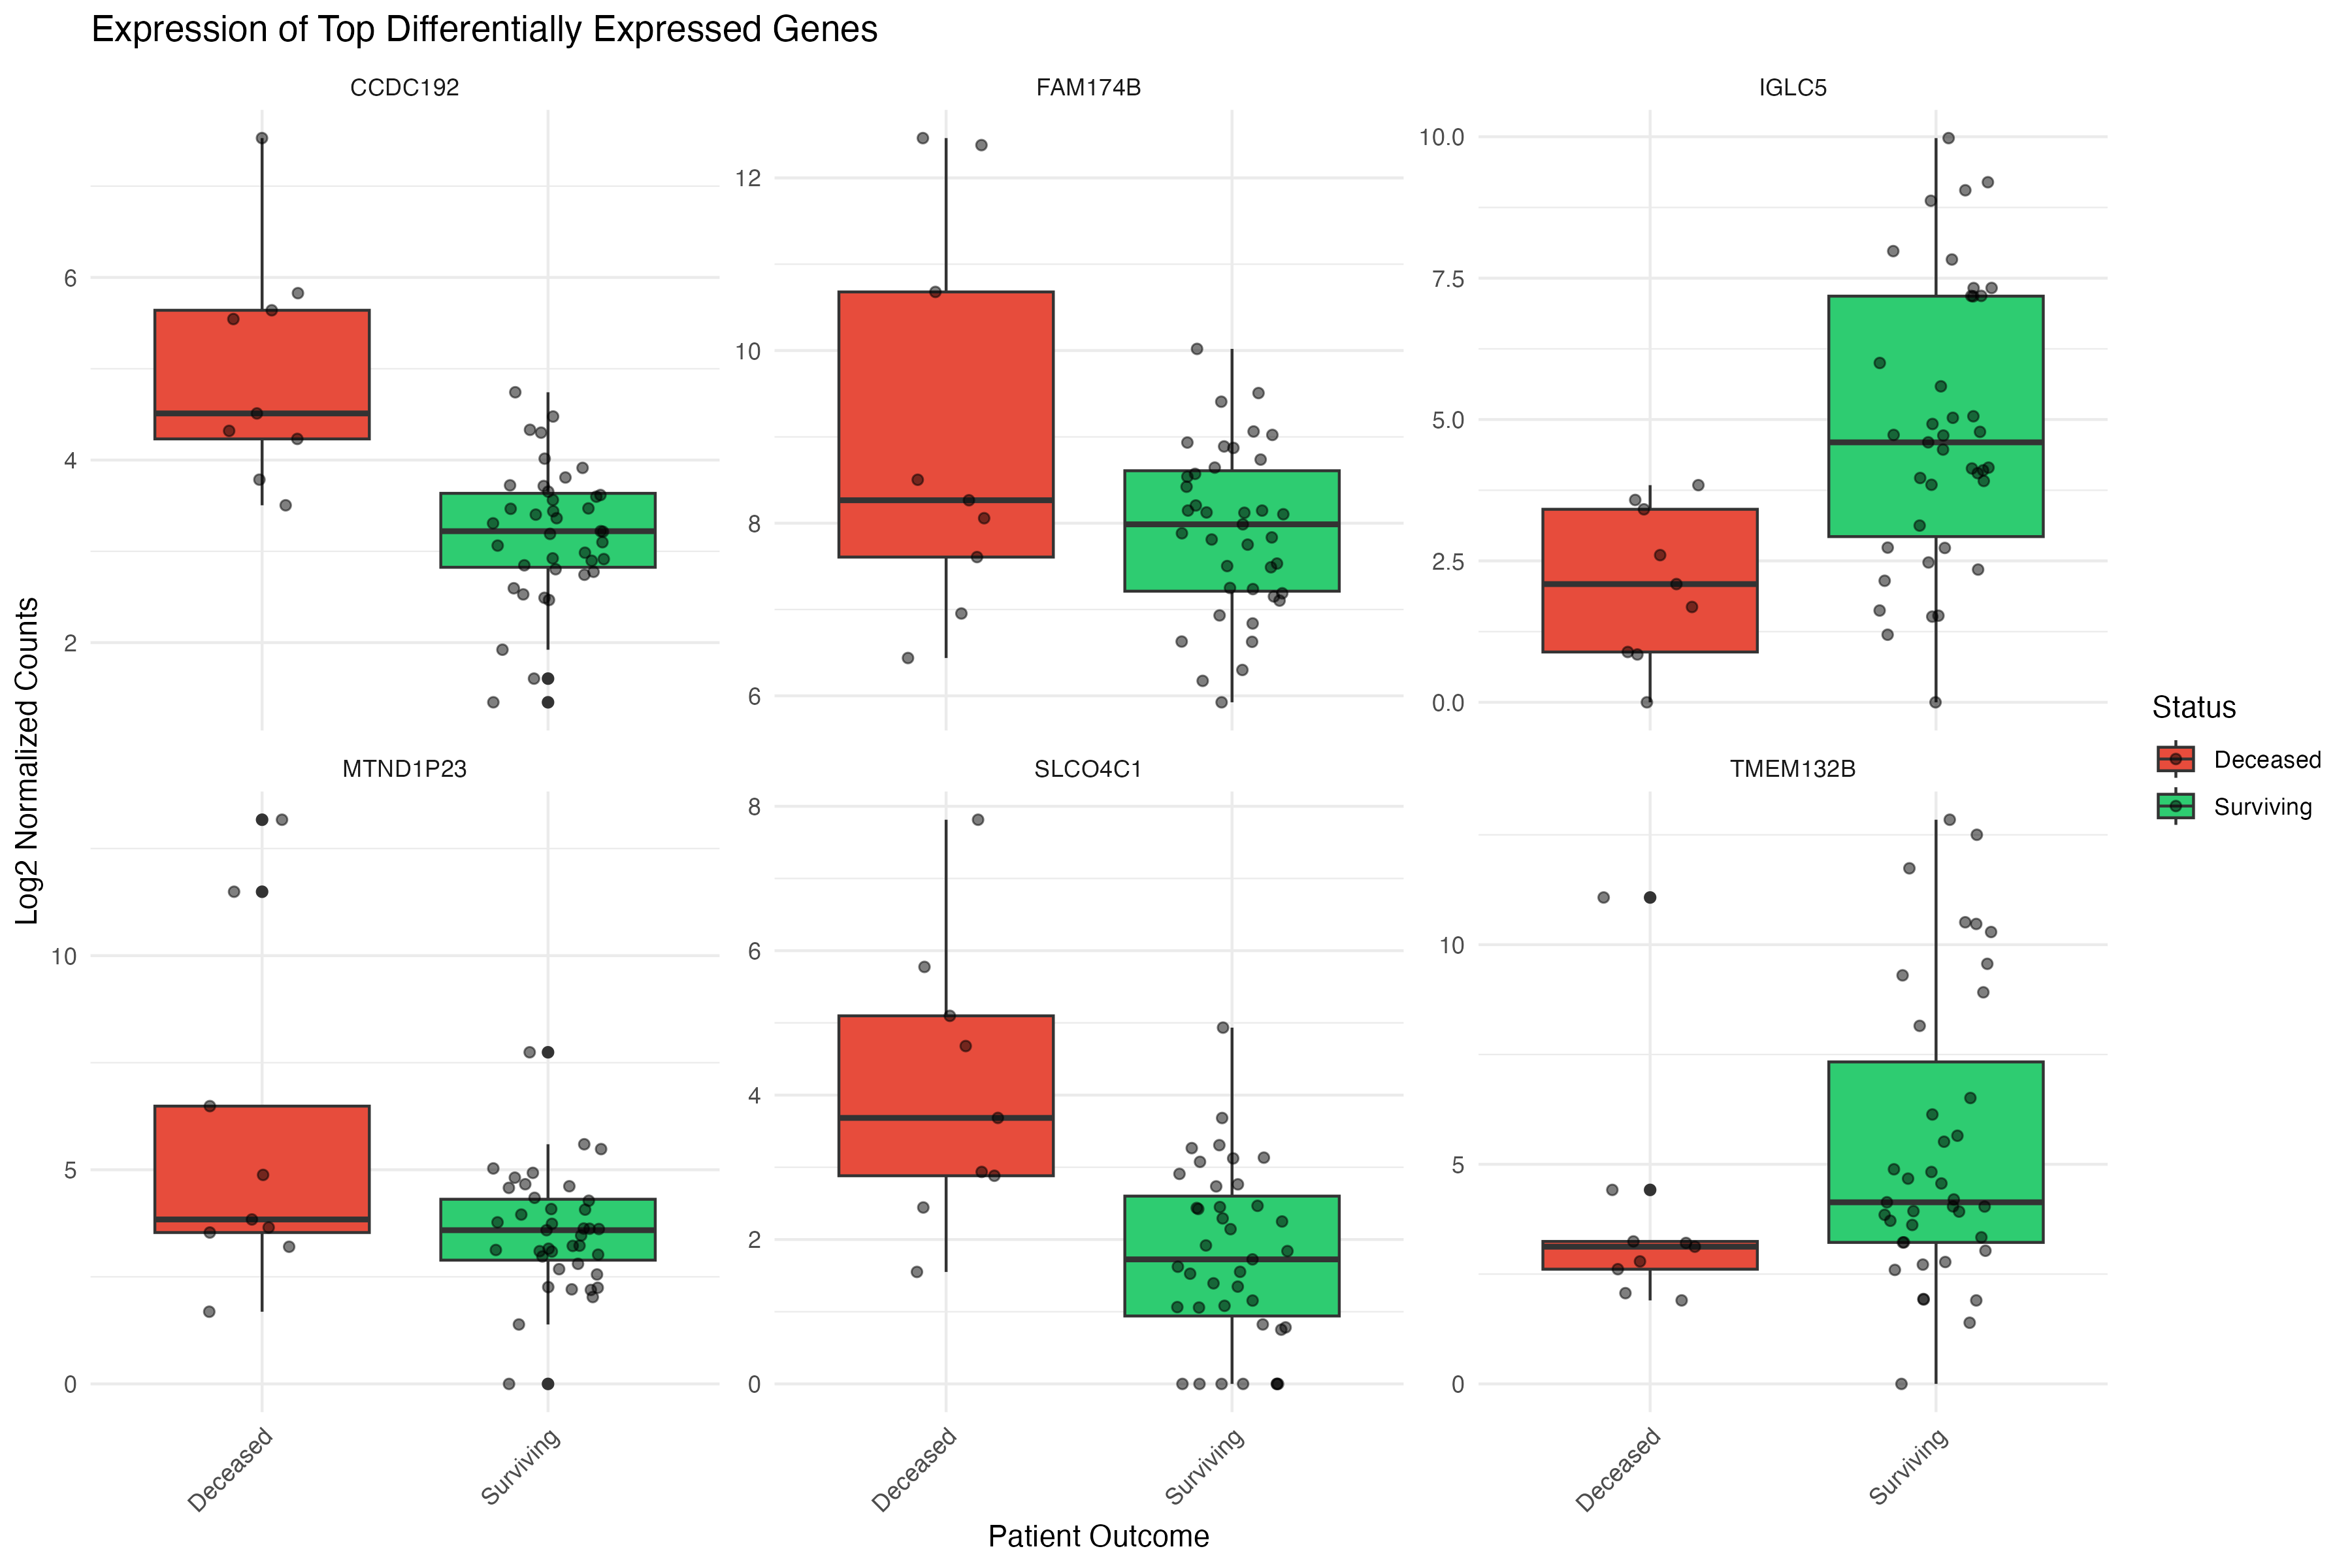 Expression of Top Differentially Expressed Genes
CCDC192
FAM174B
IGLC5
6
4
2
12
10
8
6
10.0
7.5
5.0
2.5
0.0
MTND1P23
SLCO4C1
TMEM132B
10
5
0
8
6
4
2
0
10
5
0
Deceased
Surviving
Deceased
Surviving
Deceased
Surviving
Log2 Normalized Counts
Patient Outcome
Status
Deceased
Surviving